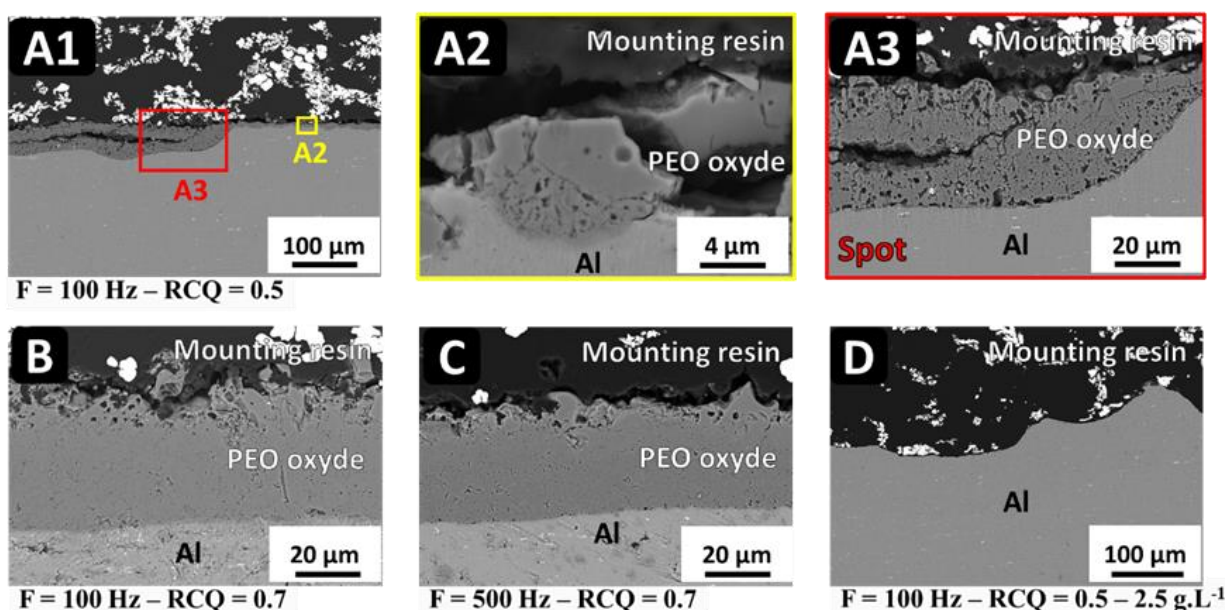 A1
A2
A3
100 µm
F = 100 Hz – RCQ = 0.5
A2
Mounting resin
PEO oxyde
Al
4 µm
A3
Mounting resin
PEO oxyde
Spot
Al
20 µm
B
Mounting resin
PEO oxyde
Al
20 µm
F = 100 Hz – RCQ = 0.7
C
Mounting resin
PEO oxyde
Al
20 µm
F = 500 Hz – RCQ = 0.7
D
Mounting resin
Al
100 µm
F = 100 Hz – RCQ = 0.5 – 2.5 g.L⁻¹